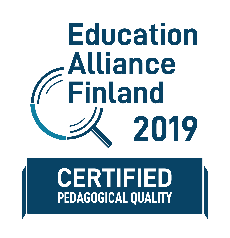 Education
Alliance
Finland
2019
CERTIFIED
PEDAGOGICAL QUALITY